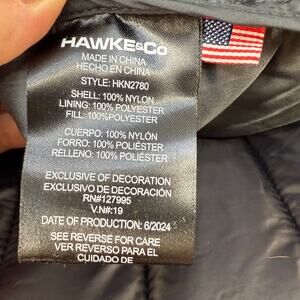 HAWKE&Co
MADE IN CHINA
HECHO EN CHINA
STYLE: HKN2780
SHELL: 100% NYLON
LINING: 100% POLYESTER
FILL: 100%POLYESTER
CUERPO: 100% NYLÓN
FORRO: 100% POLIÉSTER
RELLENO: 100% POLIÉSTER
EXCLUSIVE OF DECORATION
EXCLUSIVO DE DECORACIÓN
RN#127995
V.N#:19
DATE OF PRODUCTION: 6/2024
SEE REVERSE FOR CARE
VER REVERSO PARA EL
CUIDADO DE